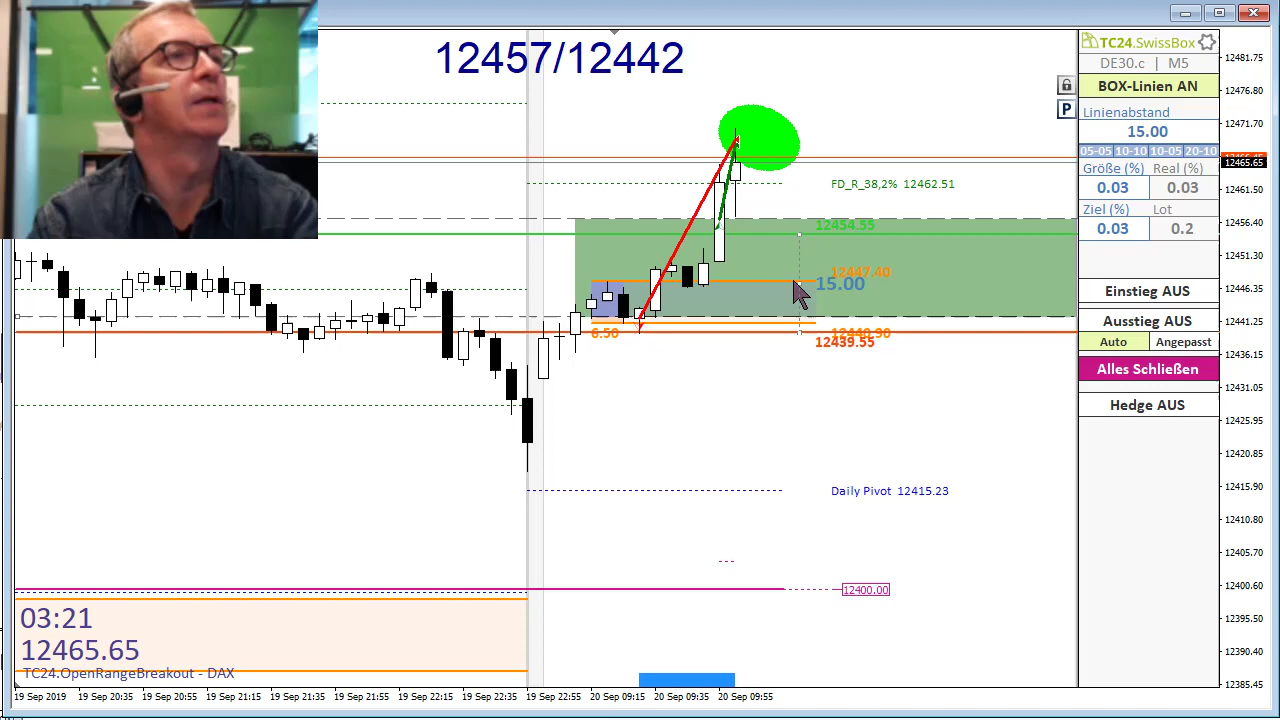 12457/12442
TC24.SwissBox
DE30.c | M5
BOX-Linien AN
Linienabstand
15.00
05-05 10-10 10-05 20-10
Größe (%) Real (%)
0.03 0.03
Ziel (%) Lot
0.03 0.2
Einstieg AUS
Ausstieg AUS
Auto Angepasst
Alles Schließen
Hedge AUS
P
12481.75
12476.80
12471.70
12465.65
12461.50
12456.40
12451.30
12446.35
12441.25
12436.15
12431.05
12425.95
12420.85
12415.90
12410.80
12405.70
12400.60
12395.50
12390.40
12385.45
FD_R_38,2% 12462.51
12454.55
12447.40
15.00
6.50
12440.90
12439.55
Daily Pivot 12415.23
12400.00
03:21
12465.65
TC24.OpenRangeBreakout - DAX
19 Sep 2019 19 Sep 20:35 19 Sep 20:55 19 Sep 21:15 19 Sep 21:35 19 Sep 21:55 19 Sep 22:15 19 Sep 22:35 19 Sep 22:55 20 Sep 09:15 20 Sep 09:35 20 Sep 09:55